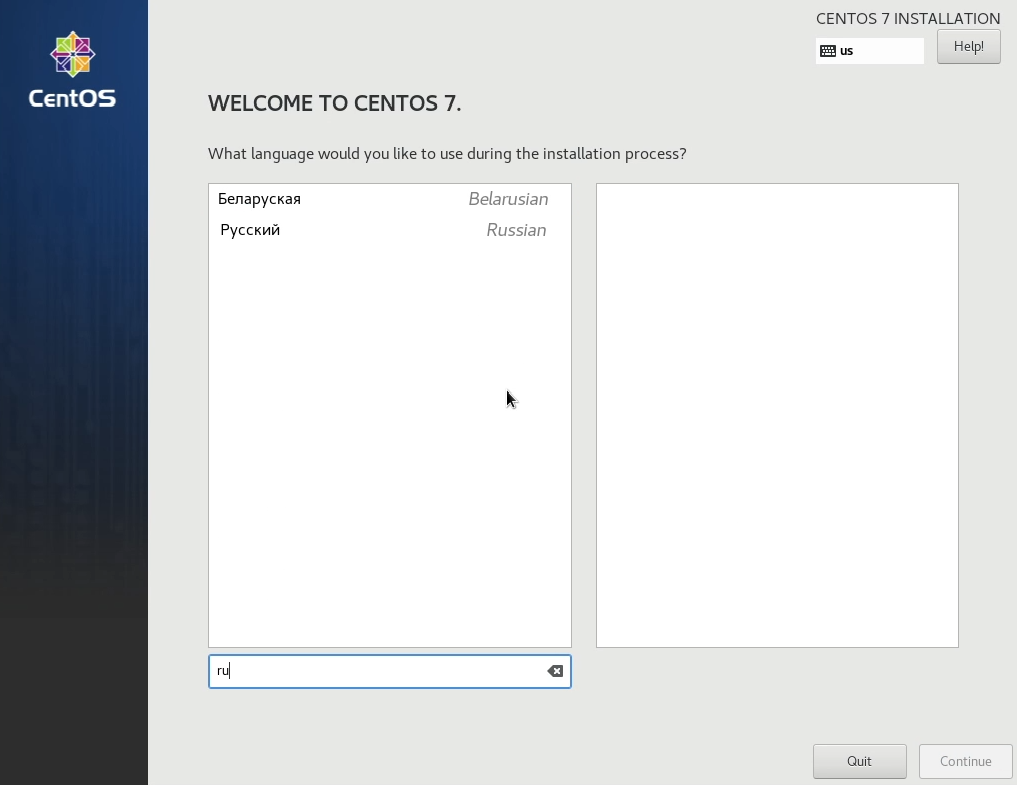 CENTOS 7 INSTALLATION
CentOS
us
Help!
WELCOME TO CENTOS 7.
What language would you like to use during the installation process?
Беларуская Belarusian
Русский Russian
ru
Quit
Continue